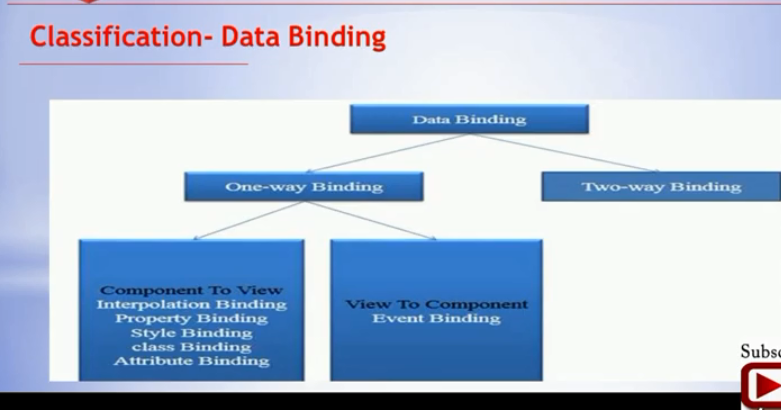 Classification- Data Binding
Data Binding
One-way Binding
Two-way Binding
Component To View
Interpolation Binding
Property Binding
Style Binding
class Binding
Attribute Binding
View To Component
Event Binding